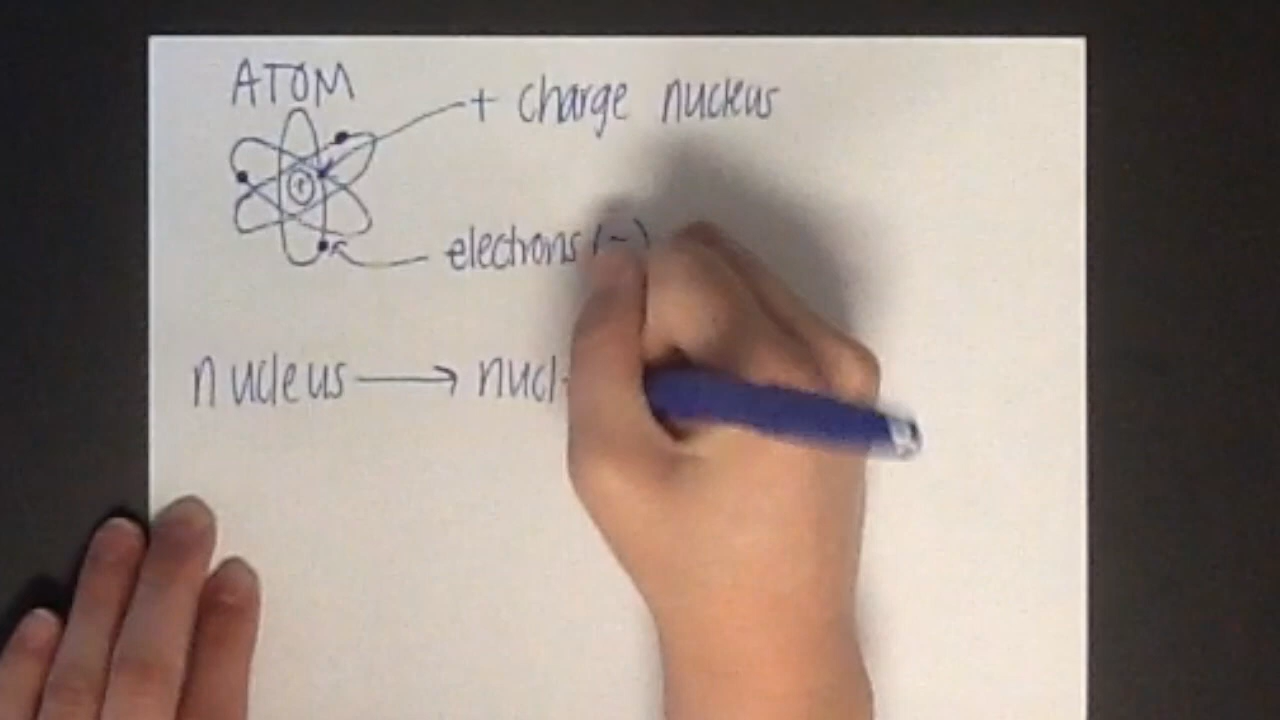 ATOM
+ charge nucleus
+
electrons (-)
nucleus → nucl